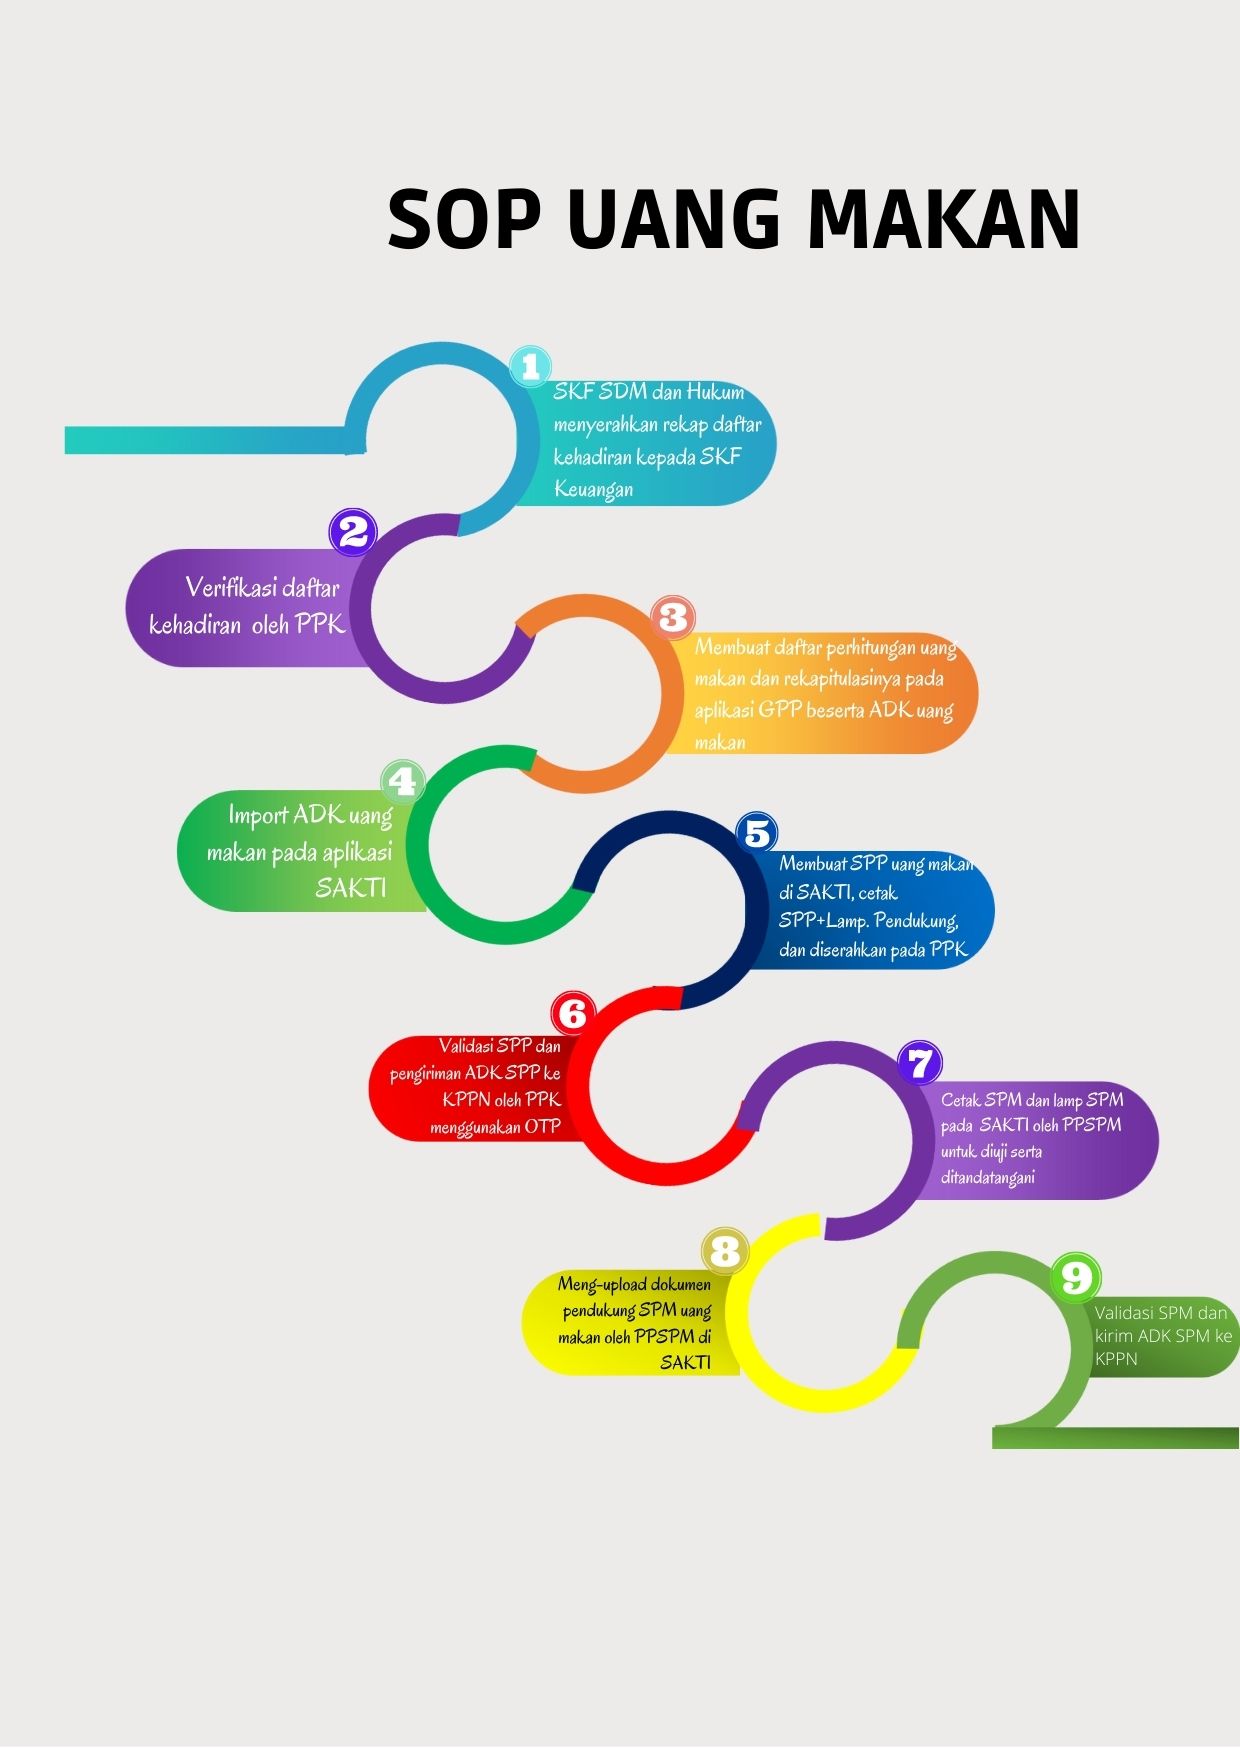 SOP UANG MAKAN
1
SKF SDM dan Hukum
menyerahkan rekap daftar
kehadiran kepada SKF
Keuangan
2
Verifikasi daftar
kehadiran oleh PPK
3
Membuat daftar perhitungan uang
makan dan rekapitulasinya pada
aplikasi GPP beserta ADK uang
makan
4
Import ADK uang
makan pada aplikasi
SAKTI
5
Membuat SPP uang makan
di SAKTI, cetak
SPP+Lamp. Pendukung,
dan diserahkan pada PPK
6
Validasi SPP dan
pengiriman ADK SPP ke
KPPN oleh PPK
menggunakan OTP
7
Cetak SPM dan lamp SPM
pada SAKTI oleh PPSPM
untuk diuji serta
ditandatangani
8
Meng-upload dokumen
pendukung SPM uang
makan oleh PPSPM di
SAKTI
9
Validasi SPM dan
kirim ADK SPM ke
KPPN